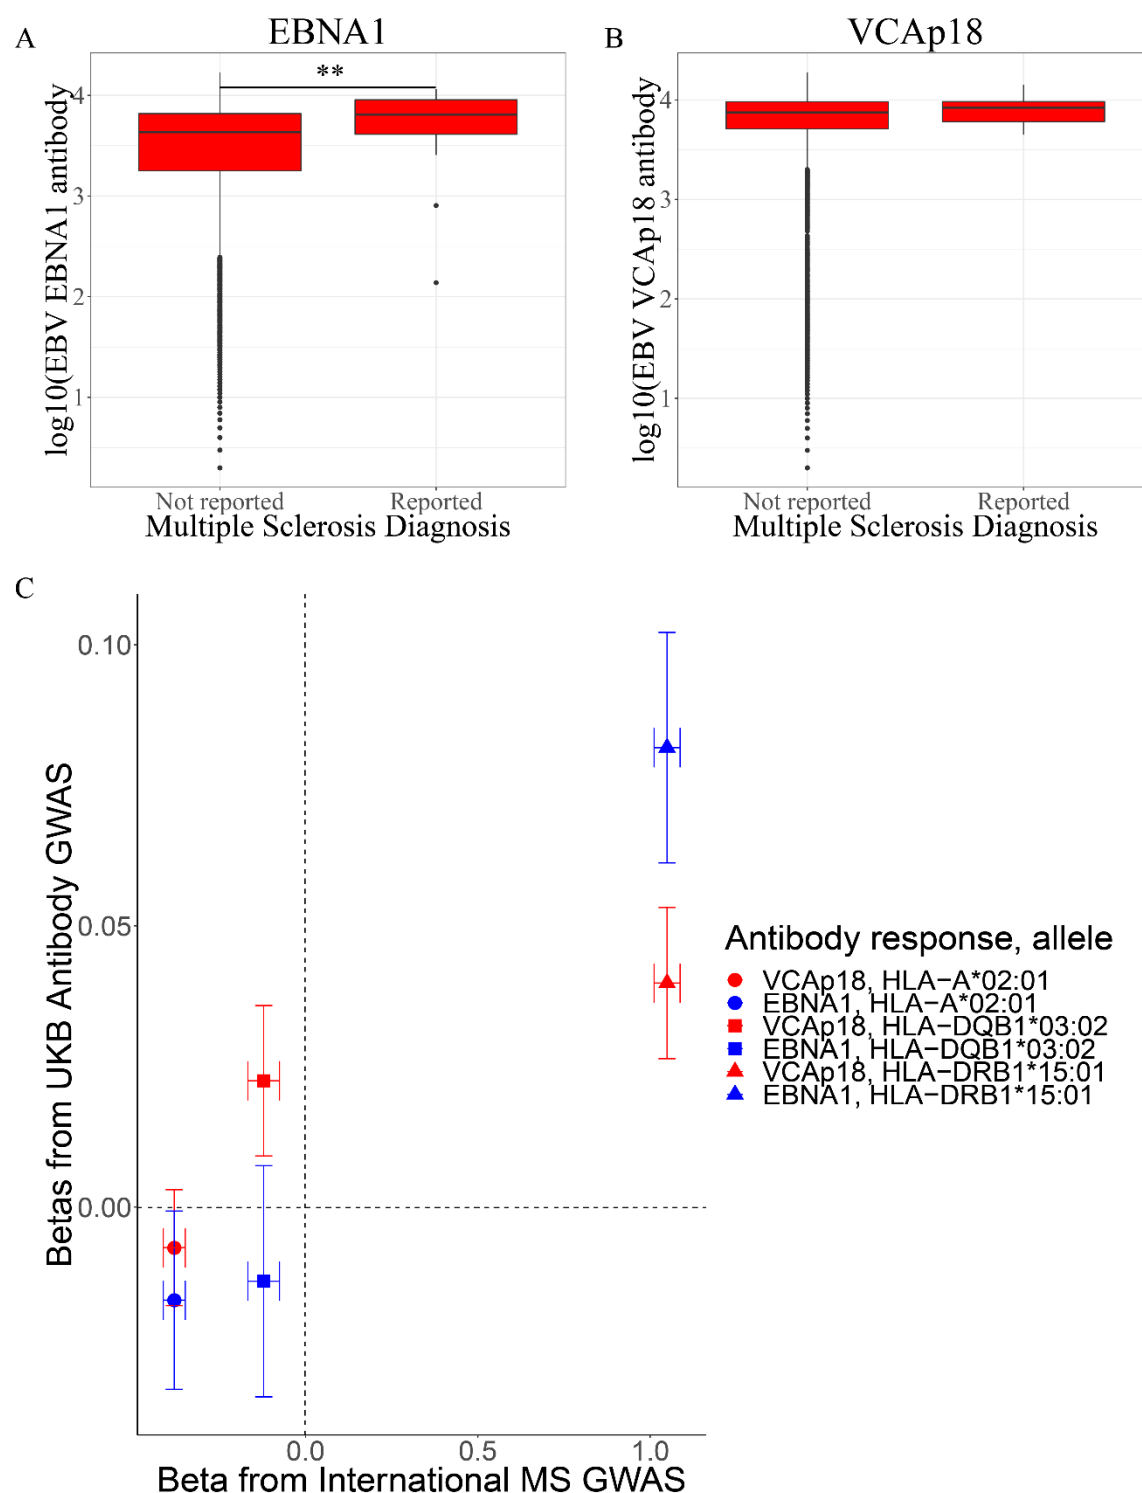 A
EBNA1
**
log10(EBV EBNA1 antibody
4
3
2
1
Not reported
Reported
Multiple Sclerosis Diagnosis
B
VCAp18
log10(EBV VCAp18 antibody
4
3
2
1
Not reported
Reported
Multiple Sclerosis Diagnosis
C
Betas from UKB Antibody GWAS
0.10
0.05
0.00
0.0
0.5
1.0
Beta from International MS GWAS
Antibody response, allele
VCAp18, HLA−A*02:01
EBNA1, HLA−A*02:01
VCAp18, HLA−DQB1*03:02
EBNA1, HLA−DQB1*03:02
VCAp18, HLA−DRB1*15:01
EBNA1, HLA−DRB1*15:01